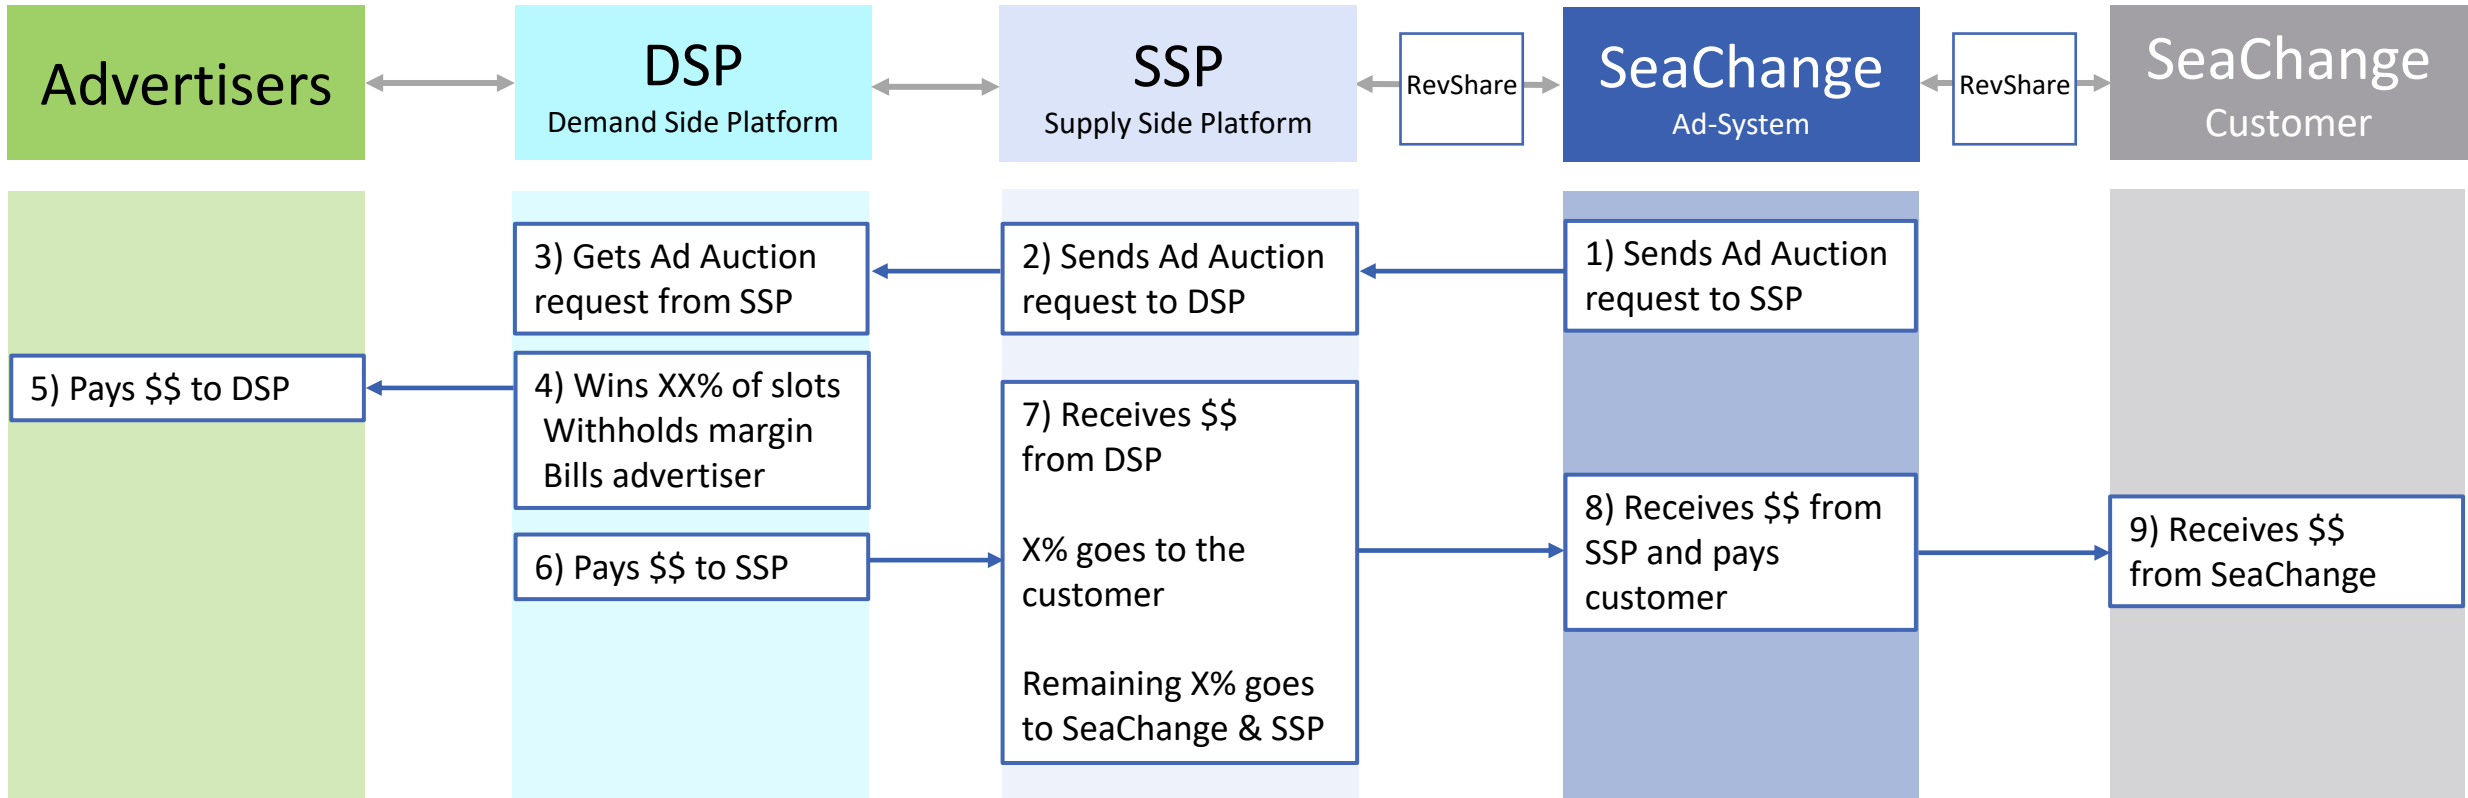 Advertisers
DSP
Demand Side Platform
SSP
Supply Side Platform
RevShare
SeaChange
Ad-System
RevShare
SeaChange
Customer
3) Gets Ad Auction
request from SSP
2) Sends Ad Auction
request to DSP
1) Sends Ad Auction
request to SSP
5) Pays $$ to DSP
4) Wins XX% of slots
Withholds margin
Bills advertiser
6) Pays $$ to SSP
7) Receives $$
from DSP
X% goes to the
customer
Remaining X% goes
to SeaChange & SSP
8) Receives $$ from
SSP and pays
customer
9) Receives $$
from SeaChange